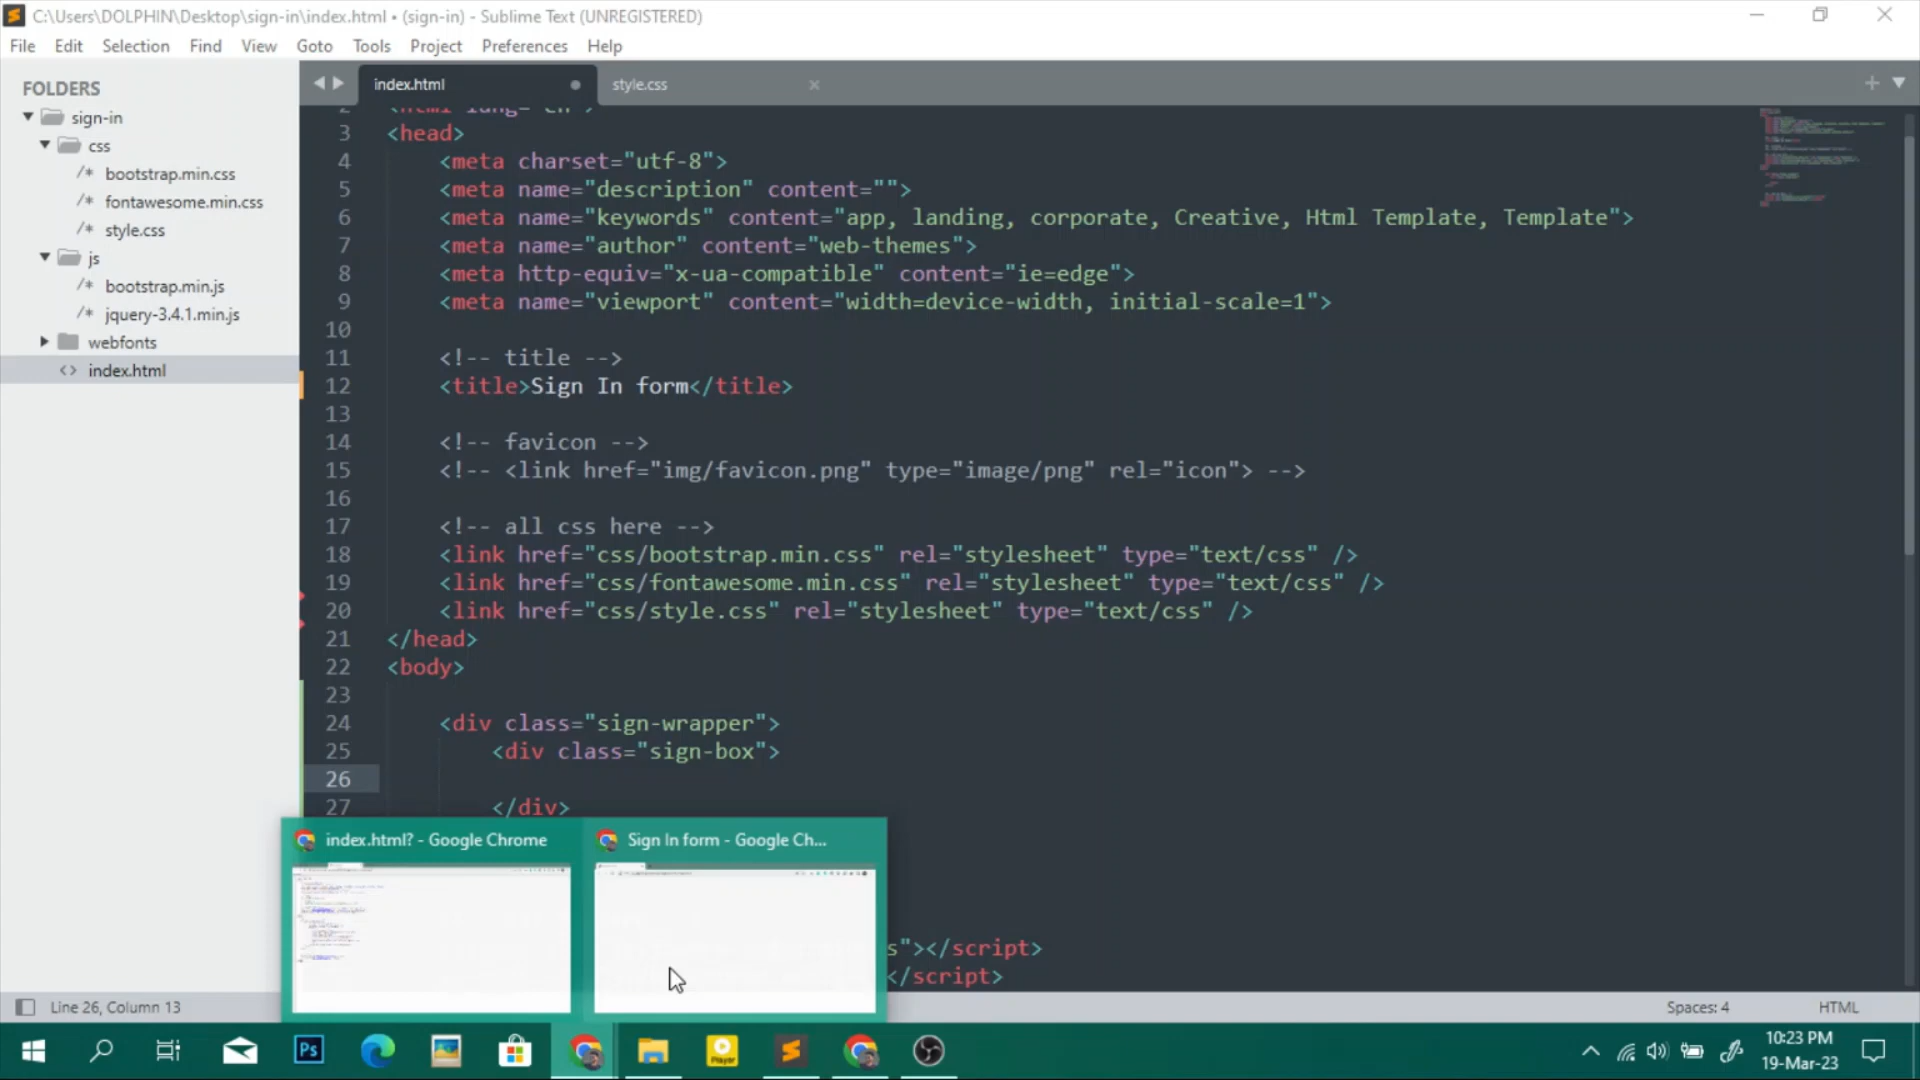 C:\Users\DOLPHIN\Desktop\sign-in\index.html • (sign-in) - Sublime Text (UNREGISTERED)
File Edit Selection Find View Goto Tools Project Preferences Help
FOLDERS
sign-in
css
/* bootstrap.min.css
/* fontawesome.min.css
/* style.css
js
/* bootstrap.min.js
/* jquery-3.4.1.min.js
webfonts
<> index.html
index.html
style.css
3 <head>
4 <meta charset="utf-8">
5 <meta name="description" content="">
6 <meta name="keywords" content="app, landing, corporate, Creative, Html Template, Template">
7 <meta name="author" content="web-themes">
8 <meta http-equiv="x-ua-compatible" content="ie=edge">
9 <meta name="viewport" content="width=device-width, initial-scale=1">
10
11 <!-- title -->
12 <title>Sign In form</title>
13
14 <!-- favicon -->
15 <!-- <link href="img/favicon.png" type="image/png" rel="icon"> -->
16
17 <!-- all css here -->
18 <link href="css/bootstrap.min.css" rel="stylesheet" type="text/css" />
19 <link href="css/fontawesome.min.css" rel="stylesheet" type="text/css" />
20 <link href="css/style.css" rel="stylesheet" type="text/css" />
21 </head>
22 <body>
23
24 <div class="sign-wrapper">
25 <div class="sign-box">
26
27 </div>
s"></script>
</script>
index.html? - Google Chrome
Sign In form - Google Ch...
Line 26, Column 13
Spaces: 4
HTML
Ps
Player
10:23 PM
19-Mar-23